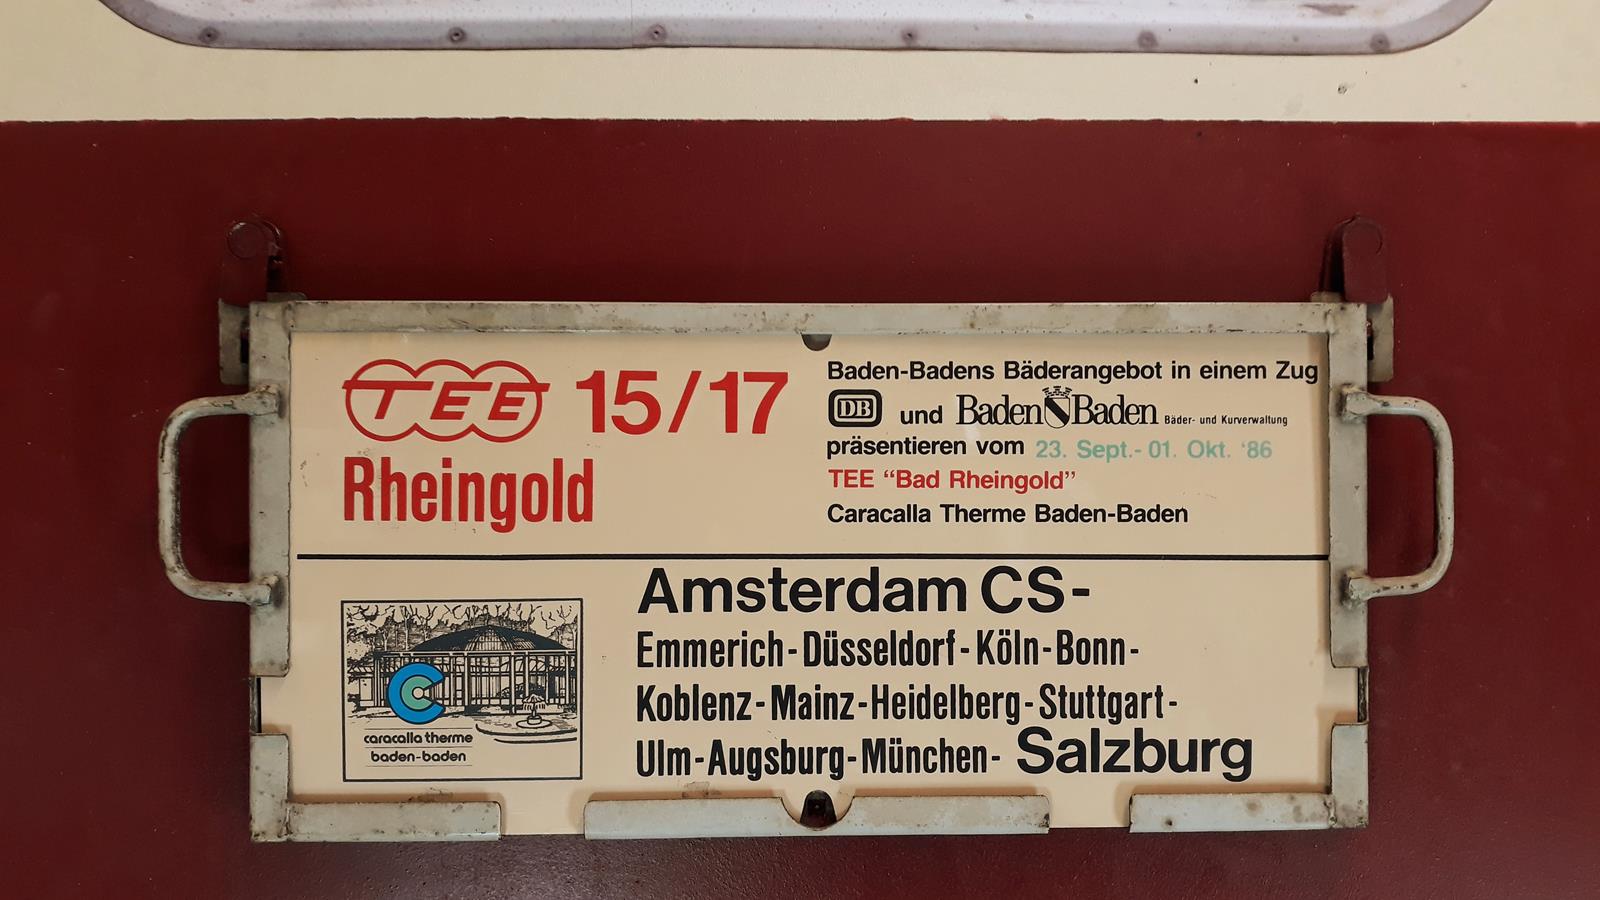 TEE 15/17
Rheingold
Baden-Badens Bäderangebot in einem Zug
DB und Baden Baden Bäder- und Kurverwaltung
präsentieren vom 23. Sept.- 01. Okt. '86
TEE “Bad Rheingold”
Caracalla Therme Baden-Baden
caracalla therme
baden-baden
Amsterdam CS-
Emmerich-Düsseldorf-Köln-Bonn-
Koblenz-Mainz-Heidelberg-Stuttgart-
Ulm-Augsburg-München- Salzburg